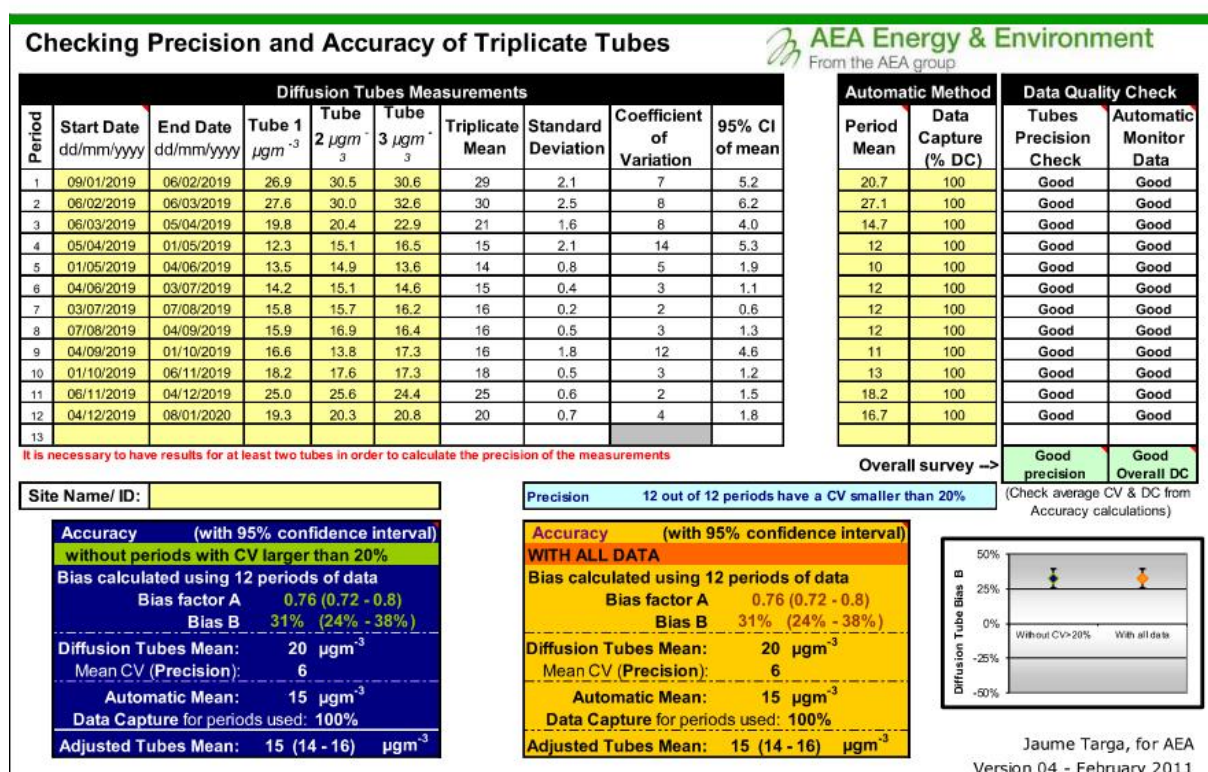 Checking Precision and Accuracy of Triplicate Tubes
AEA Energy & Environment
From the AEA group
Diffusion Tubes Measurements
Automatic Method
Data Quality Check
Period
Start Date dd/mm/yyyy
End Date dd/mm/yyyy
Tube 1 µgm -3
Tube 2 µgm - 3
Tube 3 µgm - 3
Triplicate Mean
Standard Deviation
Coefficient of Variation
95% CI of mean
Period Mean
Data Capture (% DC)
Tubes Precision Check
Automatic Monitor Data
1 09/01/2019 06/02/2019 26.9 30.5 30.6 29 2.1 7 5.2 20.7 100 Good Good
2 06/02/2019 06/03/2019 27.6 30.0 32.6 30 2.5 8 6.2 27.1 100 Good Good
3 06/03/2019 05/04/2019 19.8 20.4 22.9 21 1.6 8 4.0 14.7 100 Good Good
4 05/04/2019 01/05/2019 12.3 15.1 16.5 15 2.1 14 5.3 12 100 Good Good
5 01/05/2019 04/06/2019 13.5 14.9 13.6 14 0.8 5 1.9 10 100 Good Good
6 04/06/2019 03/07/2019 14.2 15.1 14.6 15 0.4 3 1.1 12 100 Good Good
7 03/07/2019 07/08/2019 15.8 15.7 16.2 16 0.2 2 0.6 12 100 Good Good
8 07/08/2019 04/09/2019 15.9 16.9 16.4 16 0.5 3 1.3 12 100 Good Good
9 04/09/2019 01/10/2019 16.6 13.8 17.3 16 1.8 12 4.6 11 100 Good Good
10 01/10/2019 06/11/2019 18.2 17.6 17.3 18 0.5 3 1.2 13 100 Good Good
11 06/11/2019 04/12/2019 25.0 25.6 24.4 25 0.6 2 1.5 18.2 100 Good Good
12 04/12/2019 08/01/2020 19.3 20.3 20.8 20 0.7 4 1.8 16.7 100 Good Good
13
It is necessary to have results for at least two tubes in order to calculate the precision of the measurements
Overall survey -->
Good precision
Good Overall DC
Site Name/ ID:
Precision 12 out of 12 periods have a CV smaller than 20%
(Check average CV & DC from
Accuracy calculations)
Accuracy (with 95% confidence interval)
without periods with CV larger than 20%
Bias calculated using 12 periods of data
Bias factor A 0.76 (0.72 - 0.8)
Bias B 31% (24% - 38%)
Diffusion Tubes Mean: 20 µgm-3
Mean CV (Precision): 6
Automatic Mean: 15 µgm-3
Data Capture for periods used: 100%
Adjusted Tubes Mean: 15 (14 - 16) µgm-3
Accuracy (with 95% confidence interval)
WITH ALL DATA
Bias calculated using 12 periods of data
Bias factor A 0.76 (0.72 - 0.8)
Bias B 31% (24% - 38%)
Diffusion Tubes Mean: 20 µgm-3
Mean CV (Precision): 6
Automatic Mean: 15 µgm-3
Data Capture for periods used: 100%
Adjusted Tubes Mean: 15 (14 - 16) µgm-3
Diffusion Tube Bias B
50%
25%
0%
-25%
-50%
Without CV>20%
With all data
Jaume Targa, for AEA
Version 04 - February 2011